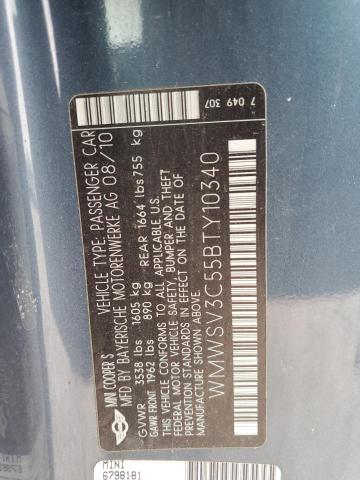 MINI COOPER S
VEHICLE TYPE: PASSENGER CAR
MFD BY BAYERISCHE MOTORENWERKE AG 08/10
GVWR 3538 lbs 1605 kg
GAWR FRONT 1962 lbs 890 kg REAR 1664 lbs 755 kg
THIS VEHICLE CONFORMS TO ALL APPLICABLE U.S.
FEDERAL MOTOR VEHICLE SAFETY, BUMPER AND THEFT
PREVENTION STANDARDS IN EFFECT ON THE DATE OF
MANUFACTURE SHOWN ABOVE.
WMWSV3C55BTY10340
7 049 307
MINI
6798181